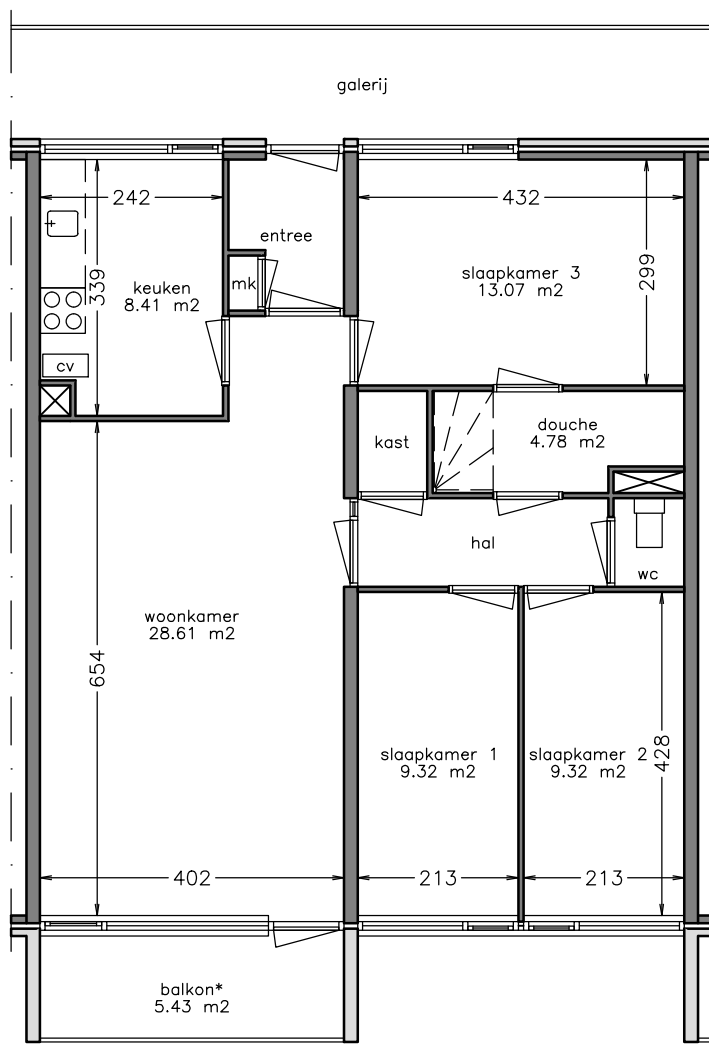 galerij
242
432
entree
339
keuken
8.41 m2
mk
slaapkamer 3
13.07 m2
299
cv
kast
douche
4.78 m2
hal
wc
woonkamer
28.61 m2
654
slaapkamer 1
9.32 m2
slaapkamer 2
9.32 m2
428
402
213
213
balkon*
5.43 m2